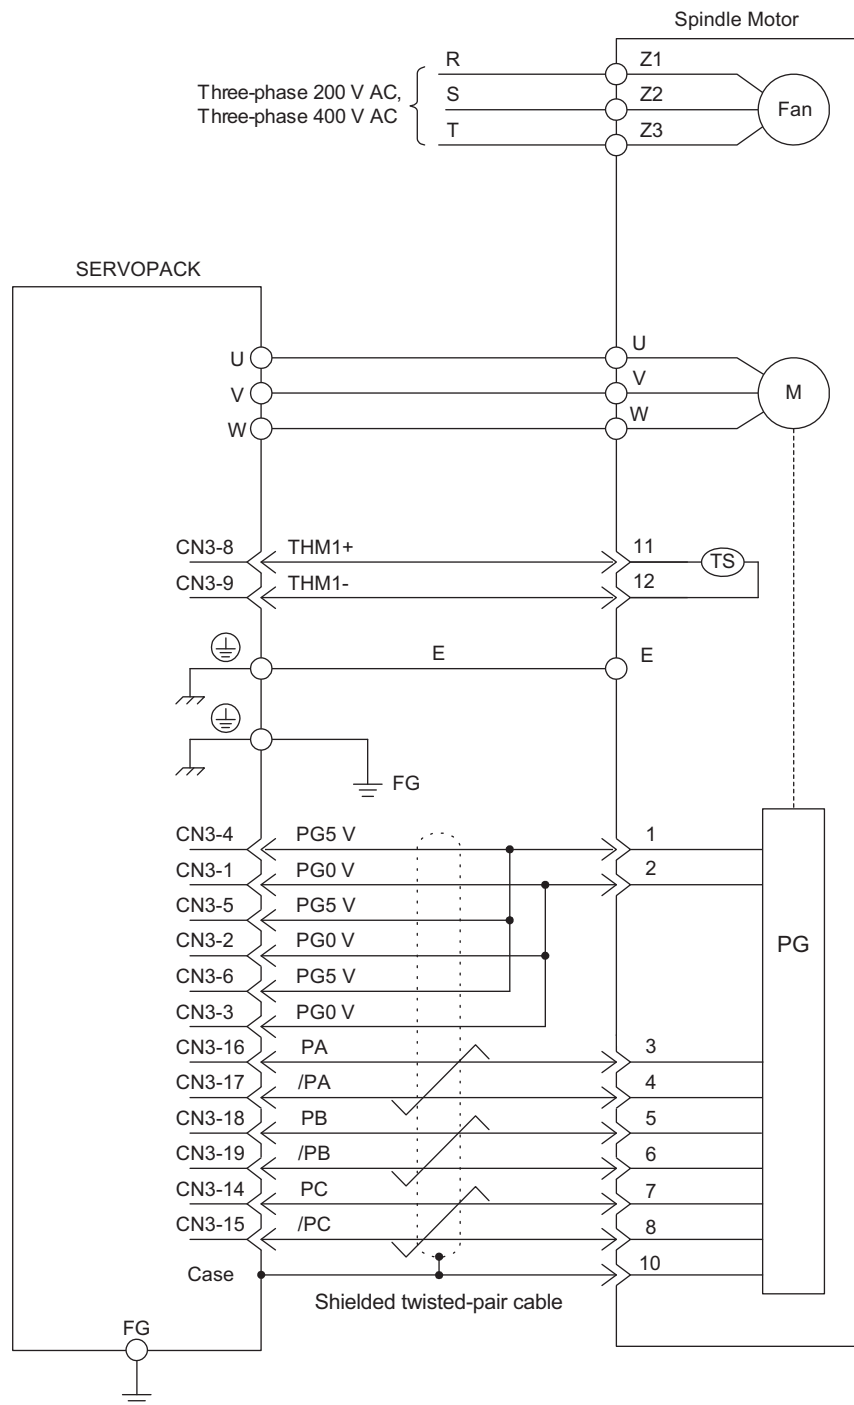 Spindle Motor
R Z1
Three-phase 200 V AC, S Z2 Fan
Three-phase 400 V AC
T Z3
SERVOPACK
U U
V V M
W W
CN3-8 THM1+ 11 TS
CN3-9 THM1- 12
E E
FG
CN3-4 PG5 V 1
CN3-1 PG0 V 2
CN3-5 PG5 V
CN3-2 PG0 V PG
CN3-6 PG5 V
CN3-3 PG0 V
CN3-16 PA 3
CN3-17 /PA 4
CN3-18 PB 5
CN3-19 /PB 6
CN3-14 PC 7
CN3-15 /PC 8
Case 10
Shielded twisted-pair cable
FG